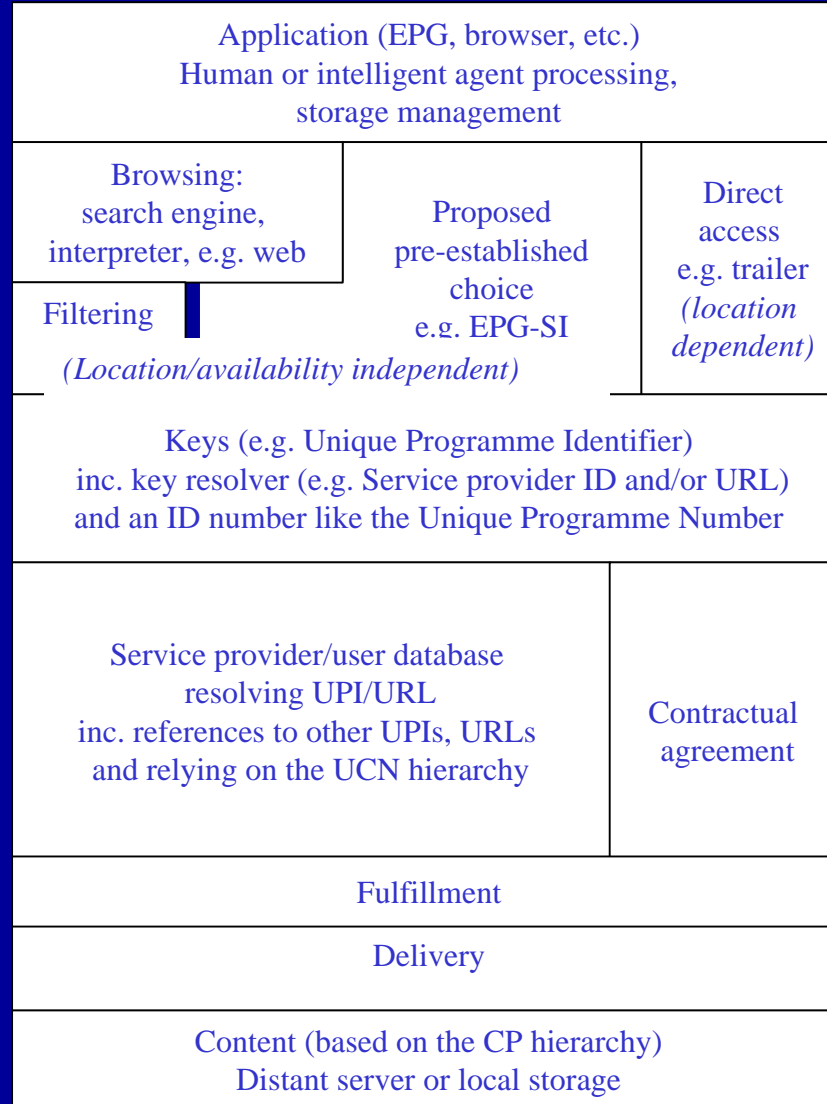 Application (EPG, browser, etc.)
Human or intelligent agent processing,
storage management
Browsing:
search engine,
interpreter, e.g. web
Filtering
Proposed
pre-established
choice
e.g. EPG-SI
(Location/availability independent)
Direct
access
e.g. trailer
(location
dependent)
Keys (e.g. Unique Programme Identifier)
inc. key resolver (e.g. Service provider ID and/or URL)
and an ID number like the Unique Programme Number
Service provider/user database
resolving UPI/URL
inc. references to other UPIs, URLs
and relying on the UCN hierarchy
Contractual
agreement
Fulfillment
Delivery
Content (based on the CP hierarchy)
Distant server or local storage